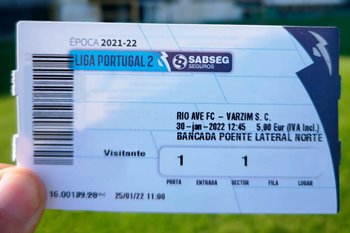 ÉPOCA 2021-22
LIGA PORTUGAL 2
SABSEG
SEGUROS
RIO AVE FC - VARZIM S. C.
30-jan-2022 12:45 5,00 Eur (IVA Incl.)
BANCADA POENTE LATERAL NORTE
Visitante
1 1
PORTA ENTRADA SECTOR FILA LUGAR
25/01/22 11:00